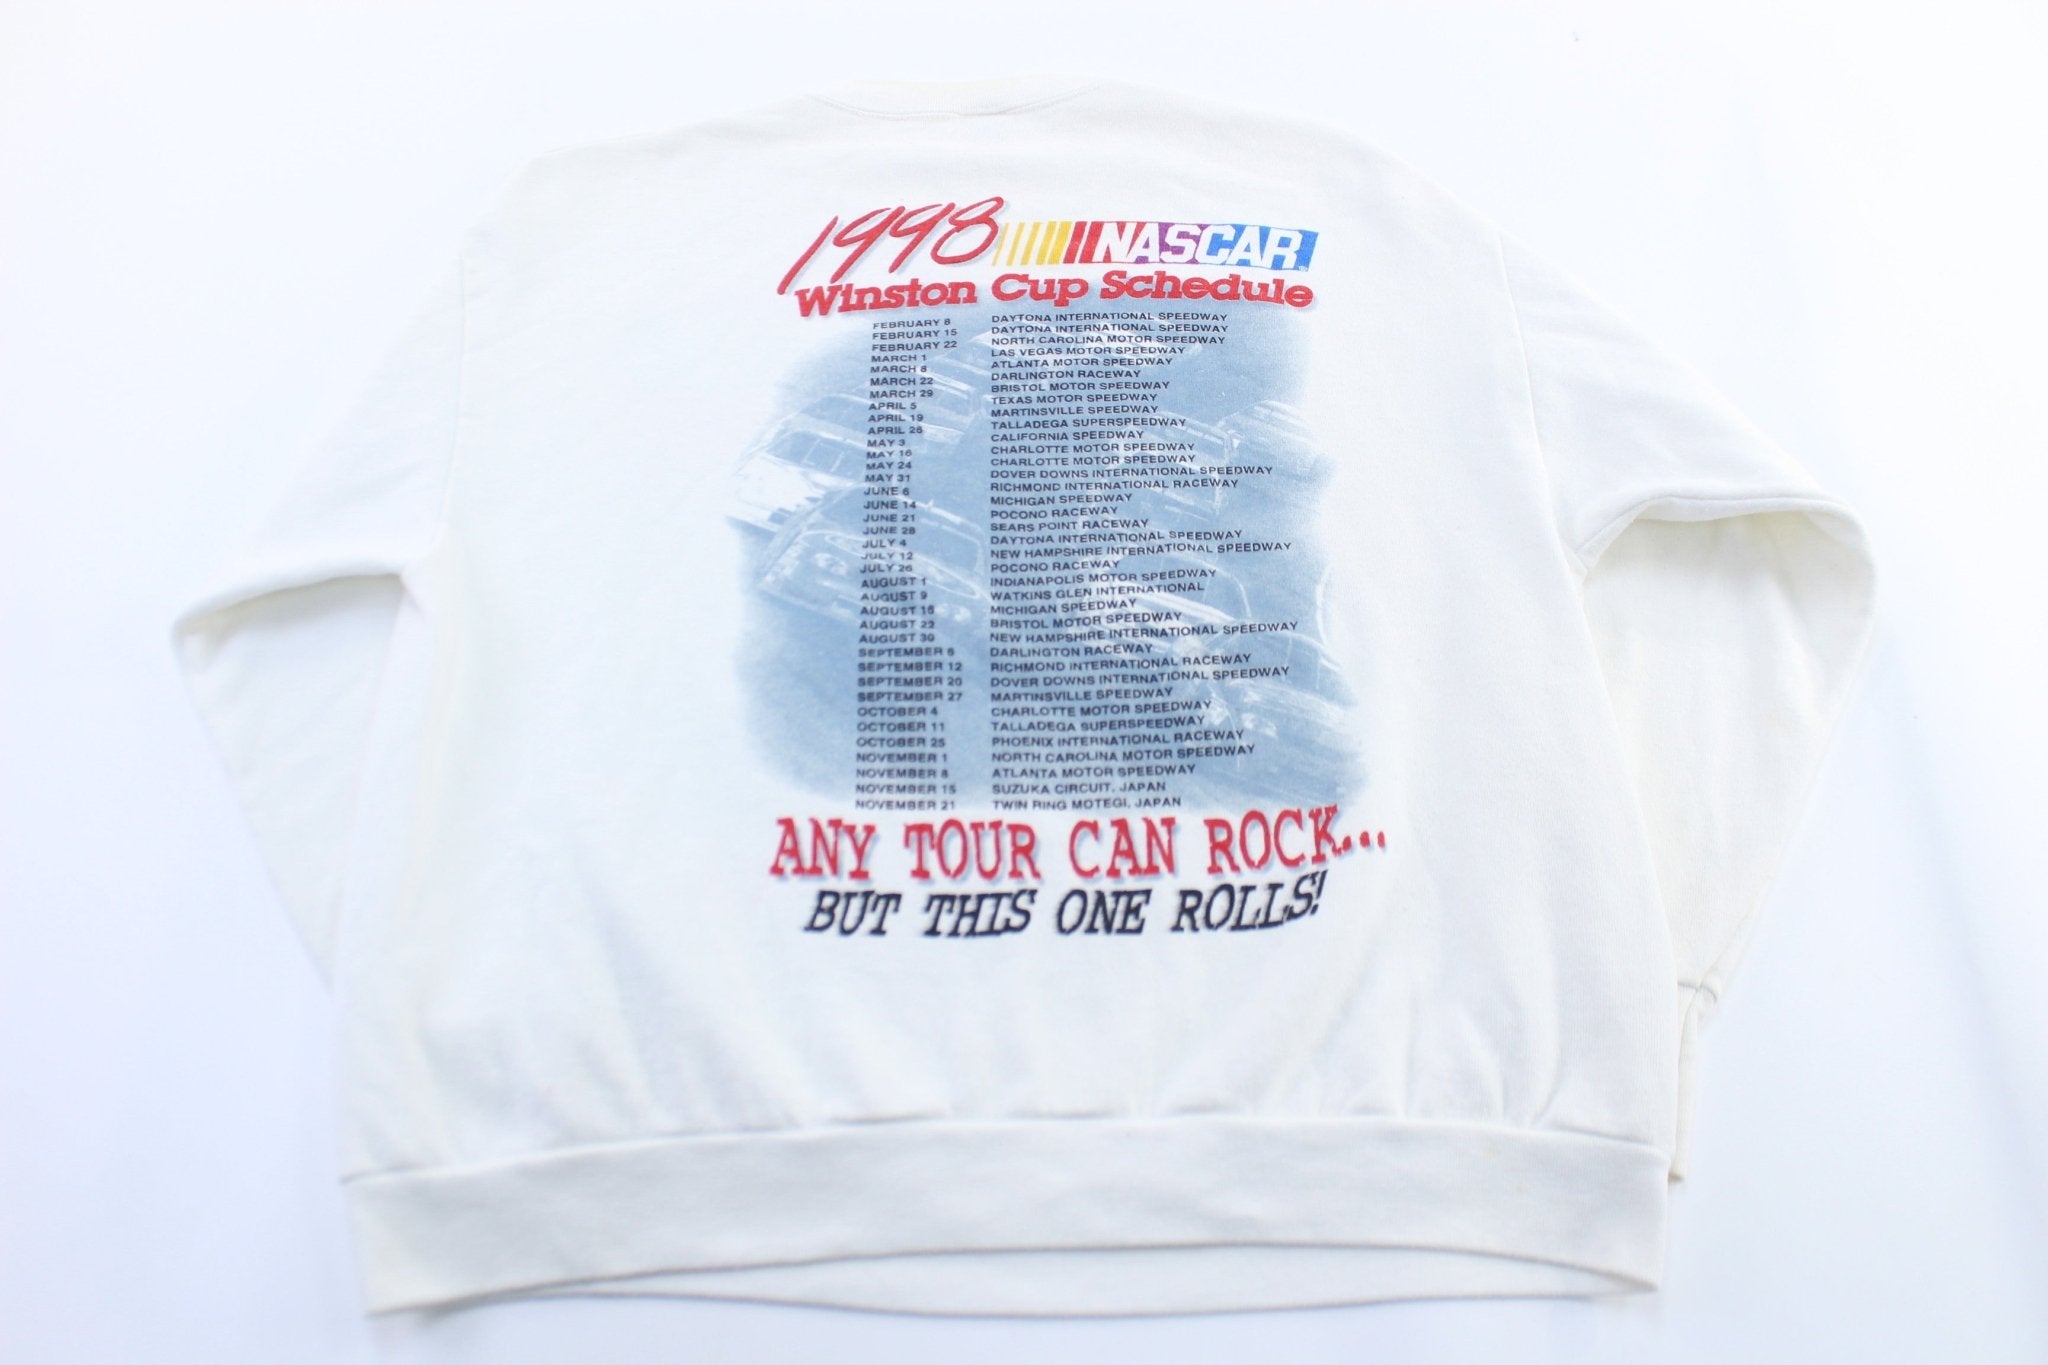 1998 NASCAR
Winston Cup Schedule
FEBRUARY 8 DAYTONA INTERNATIONAL SPEEDWAY
FEBRUARY 15 DAYTONA INTERNATIONAL SPEEDWAY
FEBRUARY 22 NORTH CAROLINA MOTOR SPEEDWAY
MARCH 1 LAS VEGAS MOTOR SPEEDWAY
MARCH 8 ATLANTA MOTOR SPEEDWAY
MARCH 22 DARLINGTON RACEWAY
MARCH 29 BRISTOL MOTOR SPEEDWAY
APRIL 5 TEXAS MOTOR SPEEDWAY
APRIL 19 MARTINSVILLE SPEEDWAY
APRIL 26 TALLADEGA SUPERSPEEDWAY
MAY 3 CALIFORNIA SPEEDWAY
MAY 16 CHARLOTTE MOTOR SPEEDWAY
MAY 24 CHARLOTTE MOTOR SPEEDWAY
MAY 31 DOVER DOWNS INTERNATIONAL SPEEDWAY
JUNE 6 RICHMOND INTERNATIONAL RACEWAY
JUNE 14 MICHIGAN SPEEDWAY
JUNE 21 POCONO RACEWAY
JUNE 28 SEARS POINT RACEWAY
JULY 4 DAYTONA INTERNATIONAL SPEEDWAY
JULY 12 NEW HAMPSHIRE INTERNATIONAL SPEEDWAY
JULY 26 POCONO RACEWAY
AUGUST 1 INDIANAPOLIS MOTOR SPEEDWAY
AUGUST 9 WATKINS GLEN INTERNATIONAL
AUGUST 16 MICHIGAN SPEEDWAY
AUGUST 22 BRISTOL MOTOR SPEEDWAY
AUGUST 30 NEW HAMPSHIRE INTERNATIONAL SPEEDWAY
SEPTEMBER 6 DARLINGTON RACEWAY
SEPTEMBER 12 RICHMOND INTERNATIONAL RACEWAY
SEPTEMBER 20 DOVER DOWNS INTERNATIONAL SPEEDWAY
SEPTEMBER 27 MARTINSVILLE SPEEDWAY
OCTOBER 4 CHARLOTTE MOTOR SPEEDWAY
OCTOBER 11 TALLADEGA SUPERSPEEDWAY
OCTOBER 25 PHOENIX INTERNATIONAL RACEWAY
NOVEMBER 1 NORTH CAROLINA MOTOR SPEEDWAY
NOVEMBER 8 ATLANTA MOTOR SPEEDWAY
NOVEMBER 15 SUZUKA CIRCUIT, JAPAN
NOVEMBER 21 TWIN RING MOTEGI, JAPAN
ANY TOUR CAN ROCK...
BUT THIS ONE ROLLS!